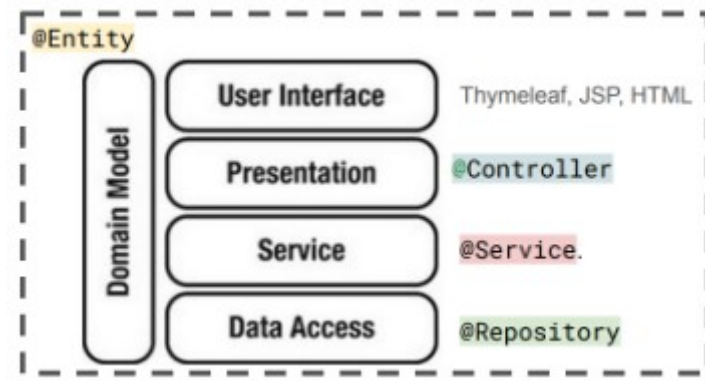 @Entity
Domain Model
User Interface
Thymeleaf, JSP, HTML
Presentation
@Controller
Service
@Service.
Data Access
@Repository